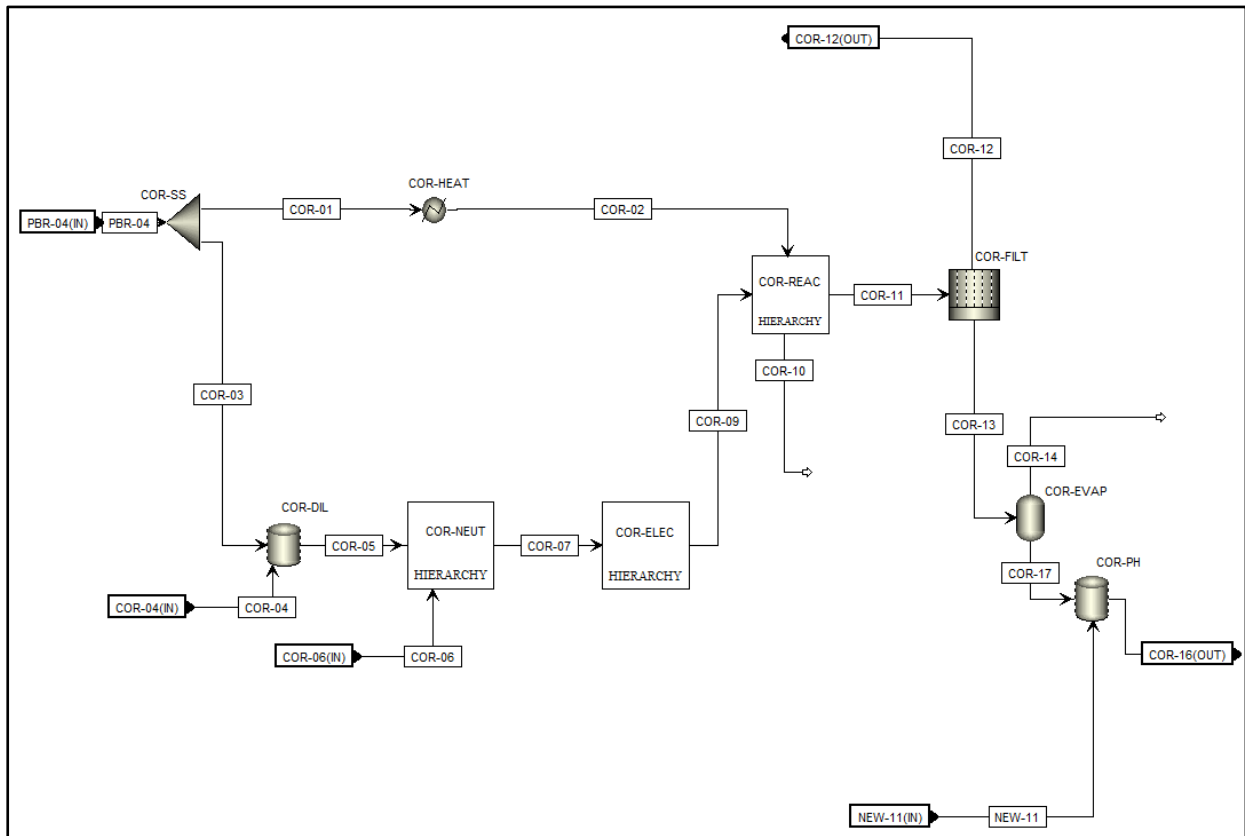 COR-12(OUT)
COR-12
COR-SS
COR-HEAT
COR-01
COR-02
PBR-04(IN)
PBR-04
COR-FILT
COR-REAC
HIERARCHY
COR-11
COR-10
COR-03
COR-09
COR-13
COR-14
COR-EVAP
COR-DIL
COR-05
COR-NEUT
HIERARCHY
COR-07
COR-ELEC
HIERARCHY
COR-17
COR-PH
COR-04(IN)
COR-04
COR-06(IN)
COR-06
COR-16(OUT)
NEW-11(IN)
NEW-11